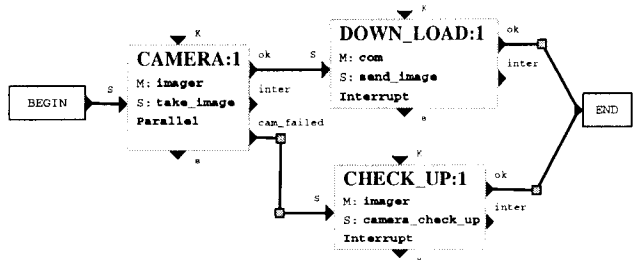 K
DOWN_LOAD:1
ok
M: com
inter
S: send_image
Interrupt
e
K
CAMERA:1
ok
S
M: imager
inter
S: take_image
Parallel
cam_failed
e
BEGIN
S
END
K
CHECK_UP:1
ok
S
M: imager
inter
S: camera_check_up
Interrupt